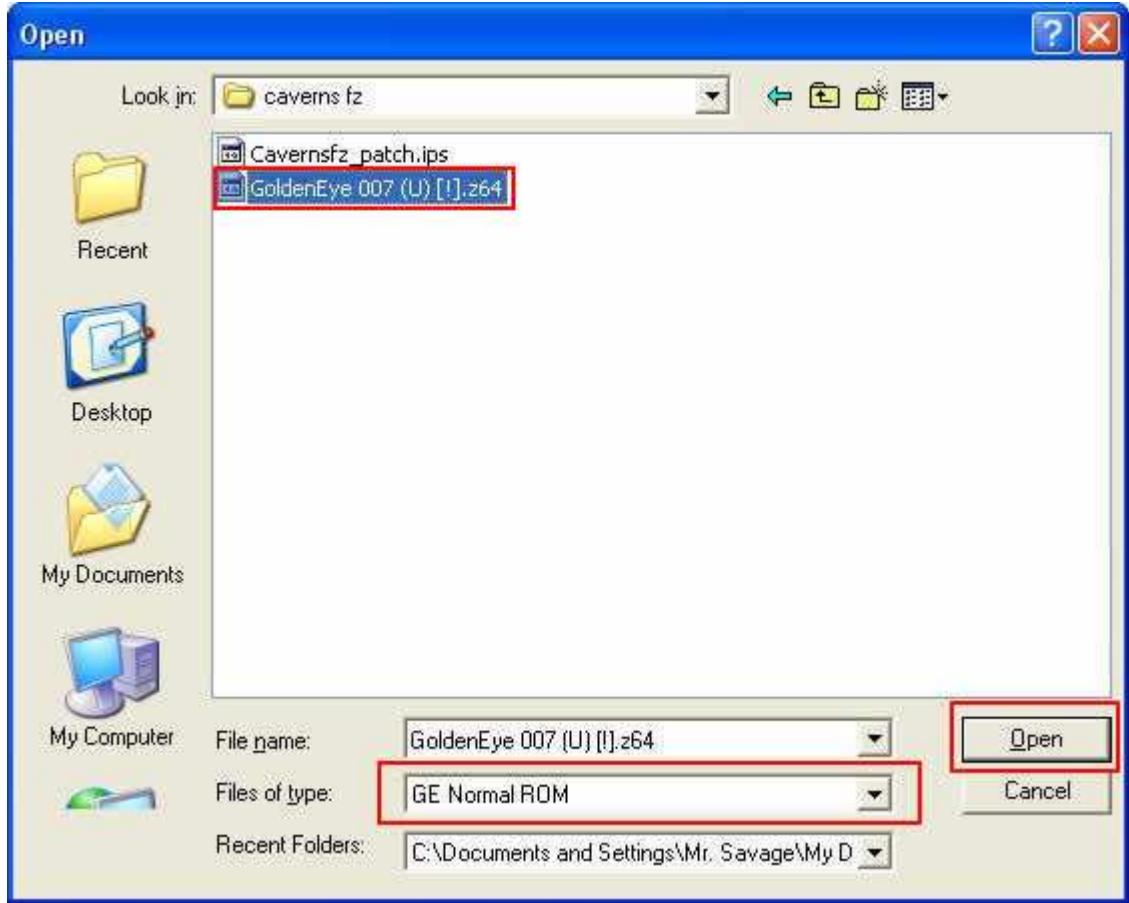 Open
Look in: caverns fz
Cavernsfz_patch.ips
GoldenEye 007 (U) [!].z64
Recent
Desktop
My Documents
My Computer
File name: GoldenEye 007 (U) [!].z64
Open
Files of type: GE Normal ROM
Cancel
Recent Folders: C:\Documents and Settings\Mr. Savage\My D